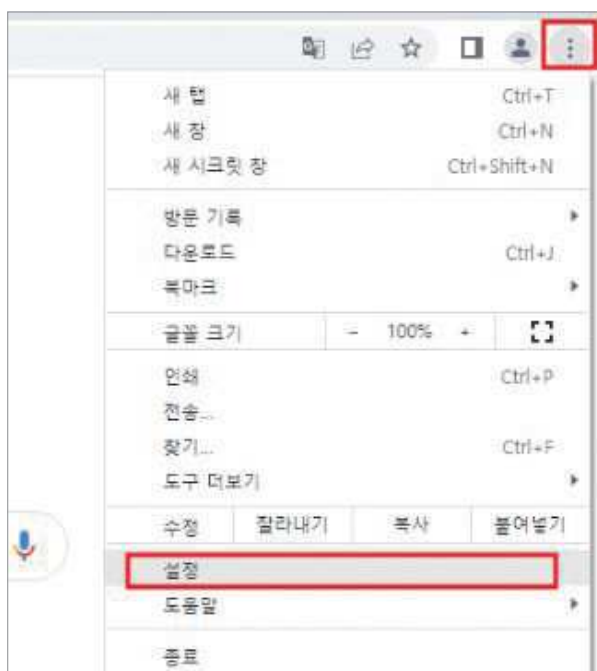 새 탭 Ctrl+T
새 창 Ctrl+N
새 시크릿 창 Ctrl+Shift+N
방문 기록
다운로드 Ctrl+J
북마크
글꼴 크기 - 100% +
인쇄 Ctrl+P
전송...
찾기... Ctrl+F
도구 더보기
수정 잘라내기 복사 붙여넣기
설정
도움말
종료